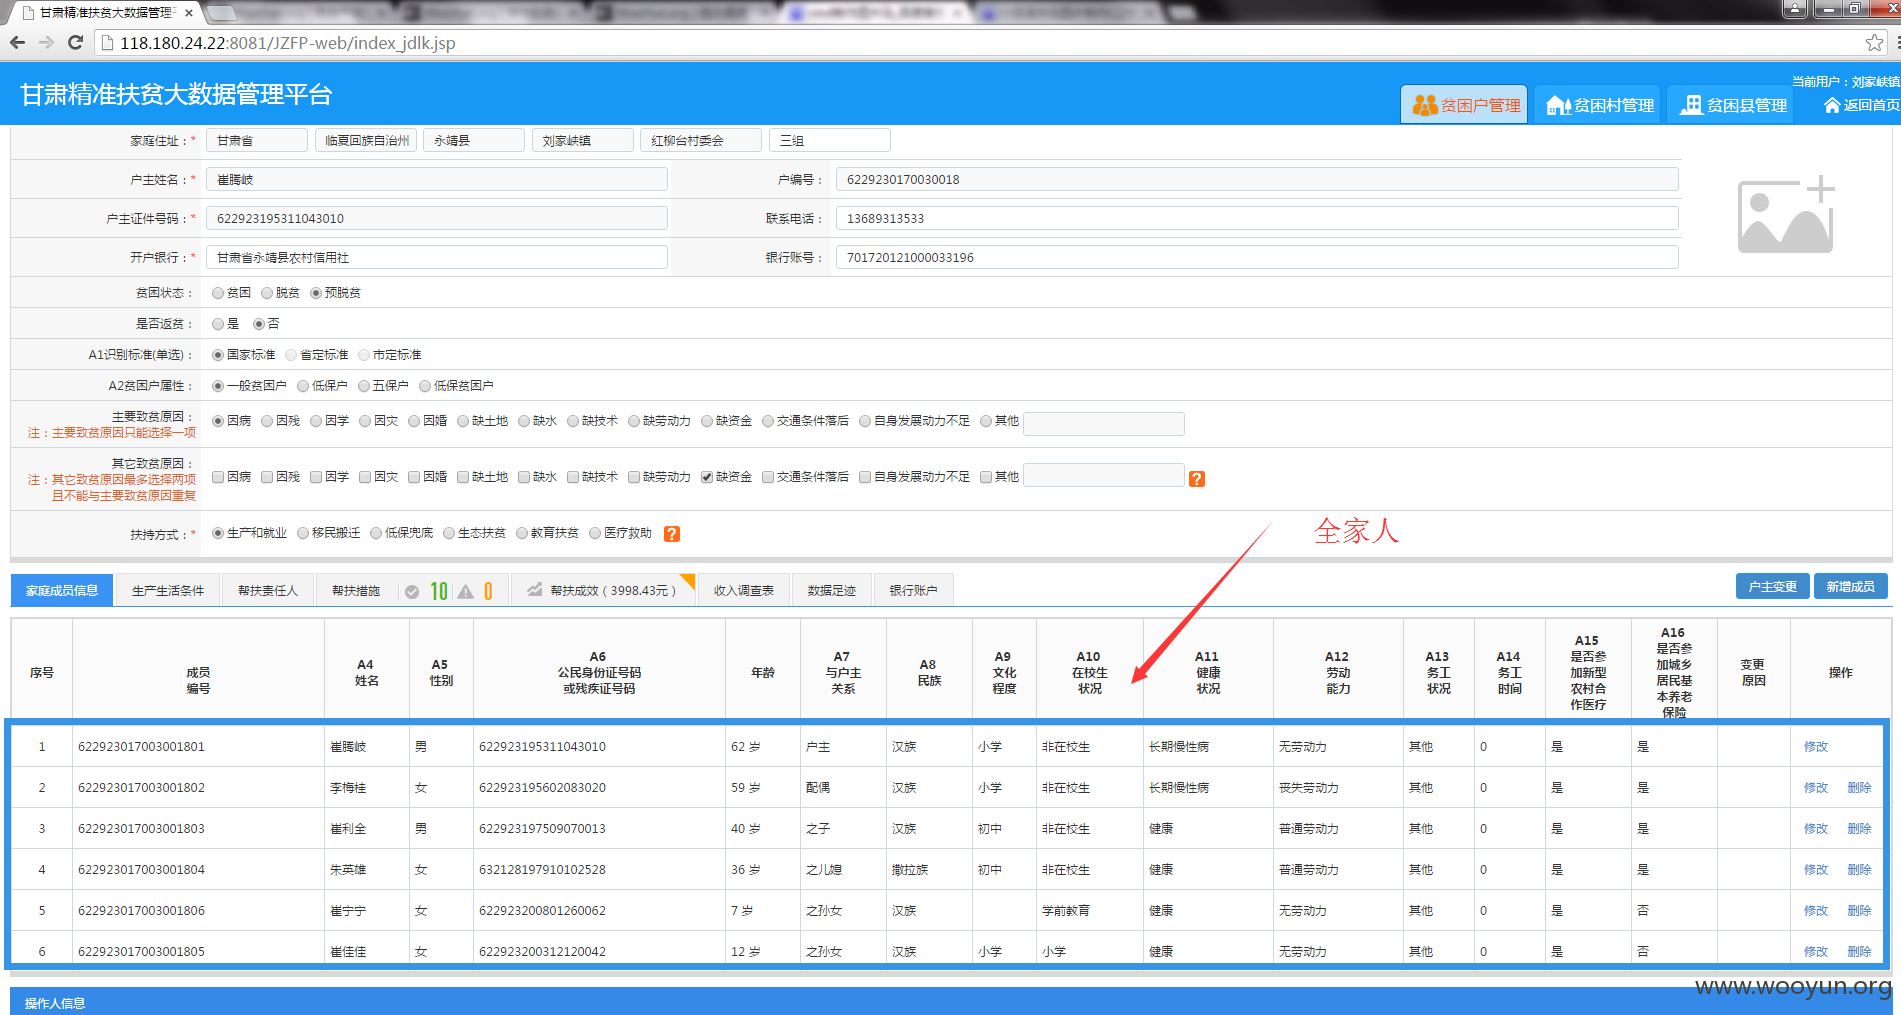 甘肃精准扶贫大数据管理平
118.180.24.22:8081/JZFP-web/index_jdlk.jsp
当前用户：刘家峡镇
甘肃精准扶贫大数据管理平台 贫困户管理 贫困村管理 贫困县管理 返回首页
家庭住址：* 甘肃省 临夏回族自治州 永靖县 刘家峡镇 红柳台村委会 三组
户主姓名：* 崔腾岐 户编号： 6229230170030018
户主证件号码：* 622923195311043010 联系电话： 13689313533
开户银行：* 甘肃省永靖县农村信用社 银行账号： 701720121000033196
贫困状态： 贫困 脱贫 预脱贫
是否返贫： 是 否
A1识别标准(单选)： 国家标准 省定标准 市定标准
A2贫困户属性： 一般贫困户 低保户 五保户 低保贫困户
主要致贫原因：
注：主要致贫原因只能选择一项
因病 因残 因学 因灾 因婚 缺土地 缺水 缺技术 缺劳动力 缺资金 交通条件落后 自身发展动力不足 其他
其它致贫原因：
注：其它致贫原因最多选择两项
且不能与主要致贫原因重复
因病 因残 因学 因灾 因婚 缺土地 缺水 缺技术 缺劳动力 缺资金 交通条件落后 自身发展动力不足 其他 ?
扶持方式：* 生产和就业 移民搬迁 低保兜底 生态扶贫 教育扶贫 医疗救助 ?
全家人
家庭成员信息 生产生活条件 帮扶责任人 帮扶措施 10 0 帮扶成效（3998.43元） 收入调查表 数据足迹 银行账户 户主变更 新增成员
序号 成员编号 A4姓名 A5性别 A6公民身份证号码或残疾证号码 年龄 A7与户主关系 A8民族 A9文化程度 A10在校生状况 A11健康状况 A12劳动能力 A13务工状况 A14务工时间 A15是否参加新型农村合作医疗 A16是否参加城乡居民基本养老保险 变更原因 操作
1 622923017003001801 崔腾岐 男 622923195311043010 62 岁 户主 汉族 小学 非在校生 长期慢性病 无劳动力 其他 0 是 是 修改
2 622923017003001802 李梅桂 女 622923195602083020 59 岁 配偶 汉族 小学 非在校生 长期慢性病 丧失劳动力 其他 0 是 是 修改 删除
3 622923017003001803 崔利全 男 622923197509070013 40 岁 之子 汉族 初中 非在校生 健康 普通劳动力 其他 0 是 是 修改 删除
4 622923017003001804 朱英雄 女 632128197910102528 36 岁 之儿媳 撒拉族 初中 非在校生 健康 普通劳动力 其他 0 是 是 修改 删除
5 622923017003001806 崔宁宁 女 622923200801260062 7 岁 之孙女 汉族 学前教育 健康 无劳动力 其他 0 是 否 修改 删除
6 622923017003001805 崔佳佳 女 622923200312120042 12 岁 之孙女 汉族 小学 小学 健康 无劳动力 其他 0 是 否 修改 删除
www.wooyun.org
操作人信息